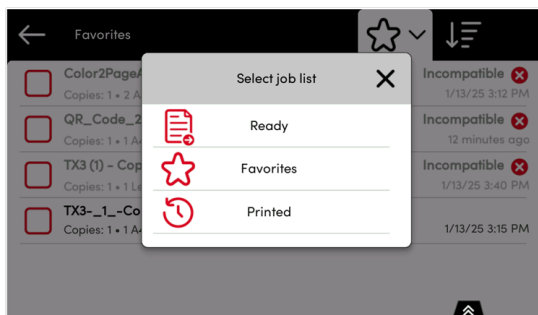 Favorites
Select job list
Ready
Favorites
Printed
Color2Page
Copies: 1 • 2 A
Incompatible
1/13/25 3:12 PM
QR_Code_2
Copies: 1 • 1 A
Incompatible
12 minutes ago
TX3 (1) – Cop
Copies: 1 • 1 Le
Incompatible
1/13/25 3:40 PM
TX3-_1_-Co
Copies: 1 • 1 A
1/13/25 3:15 PM